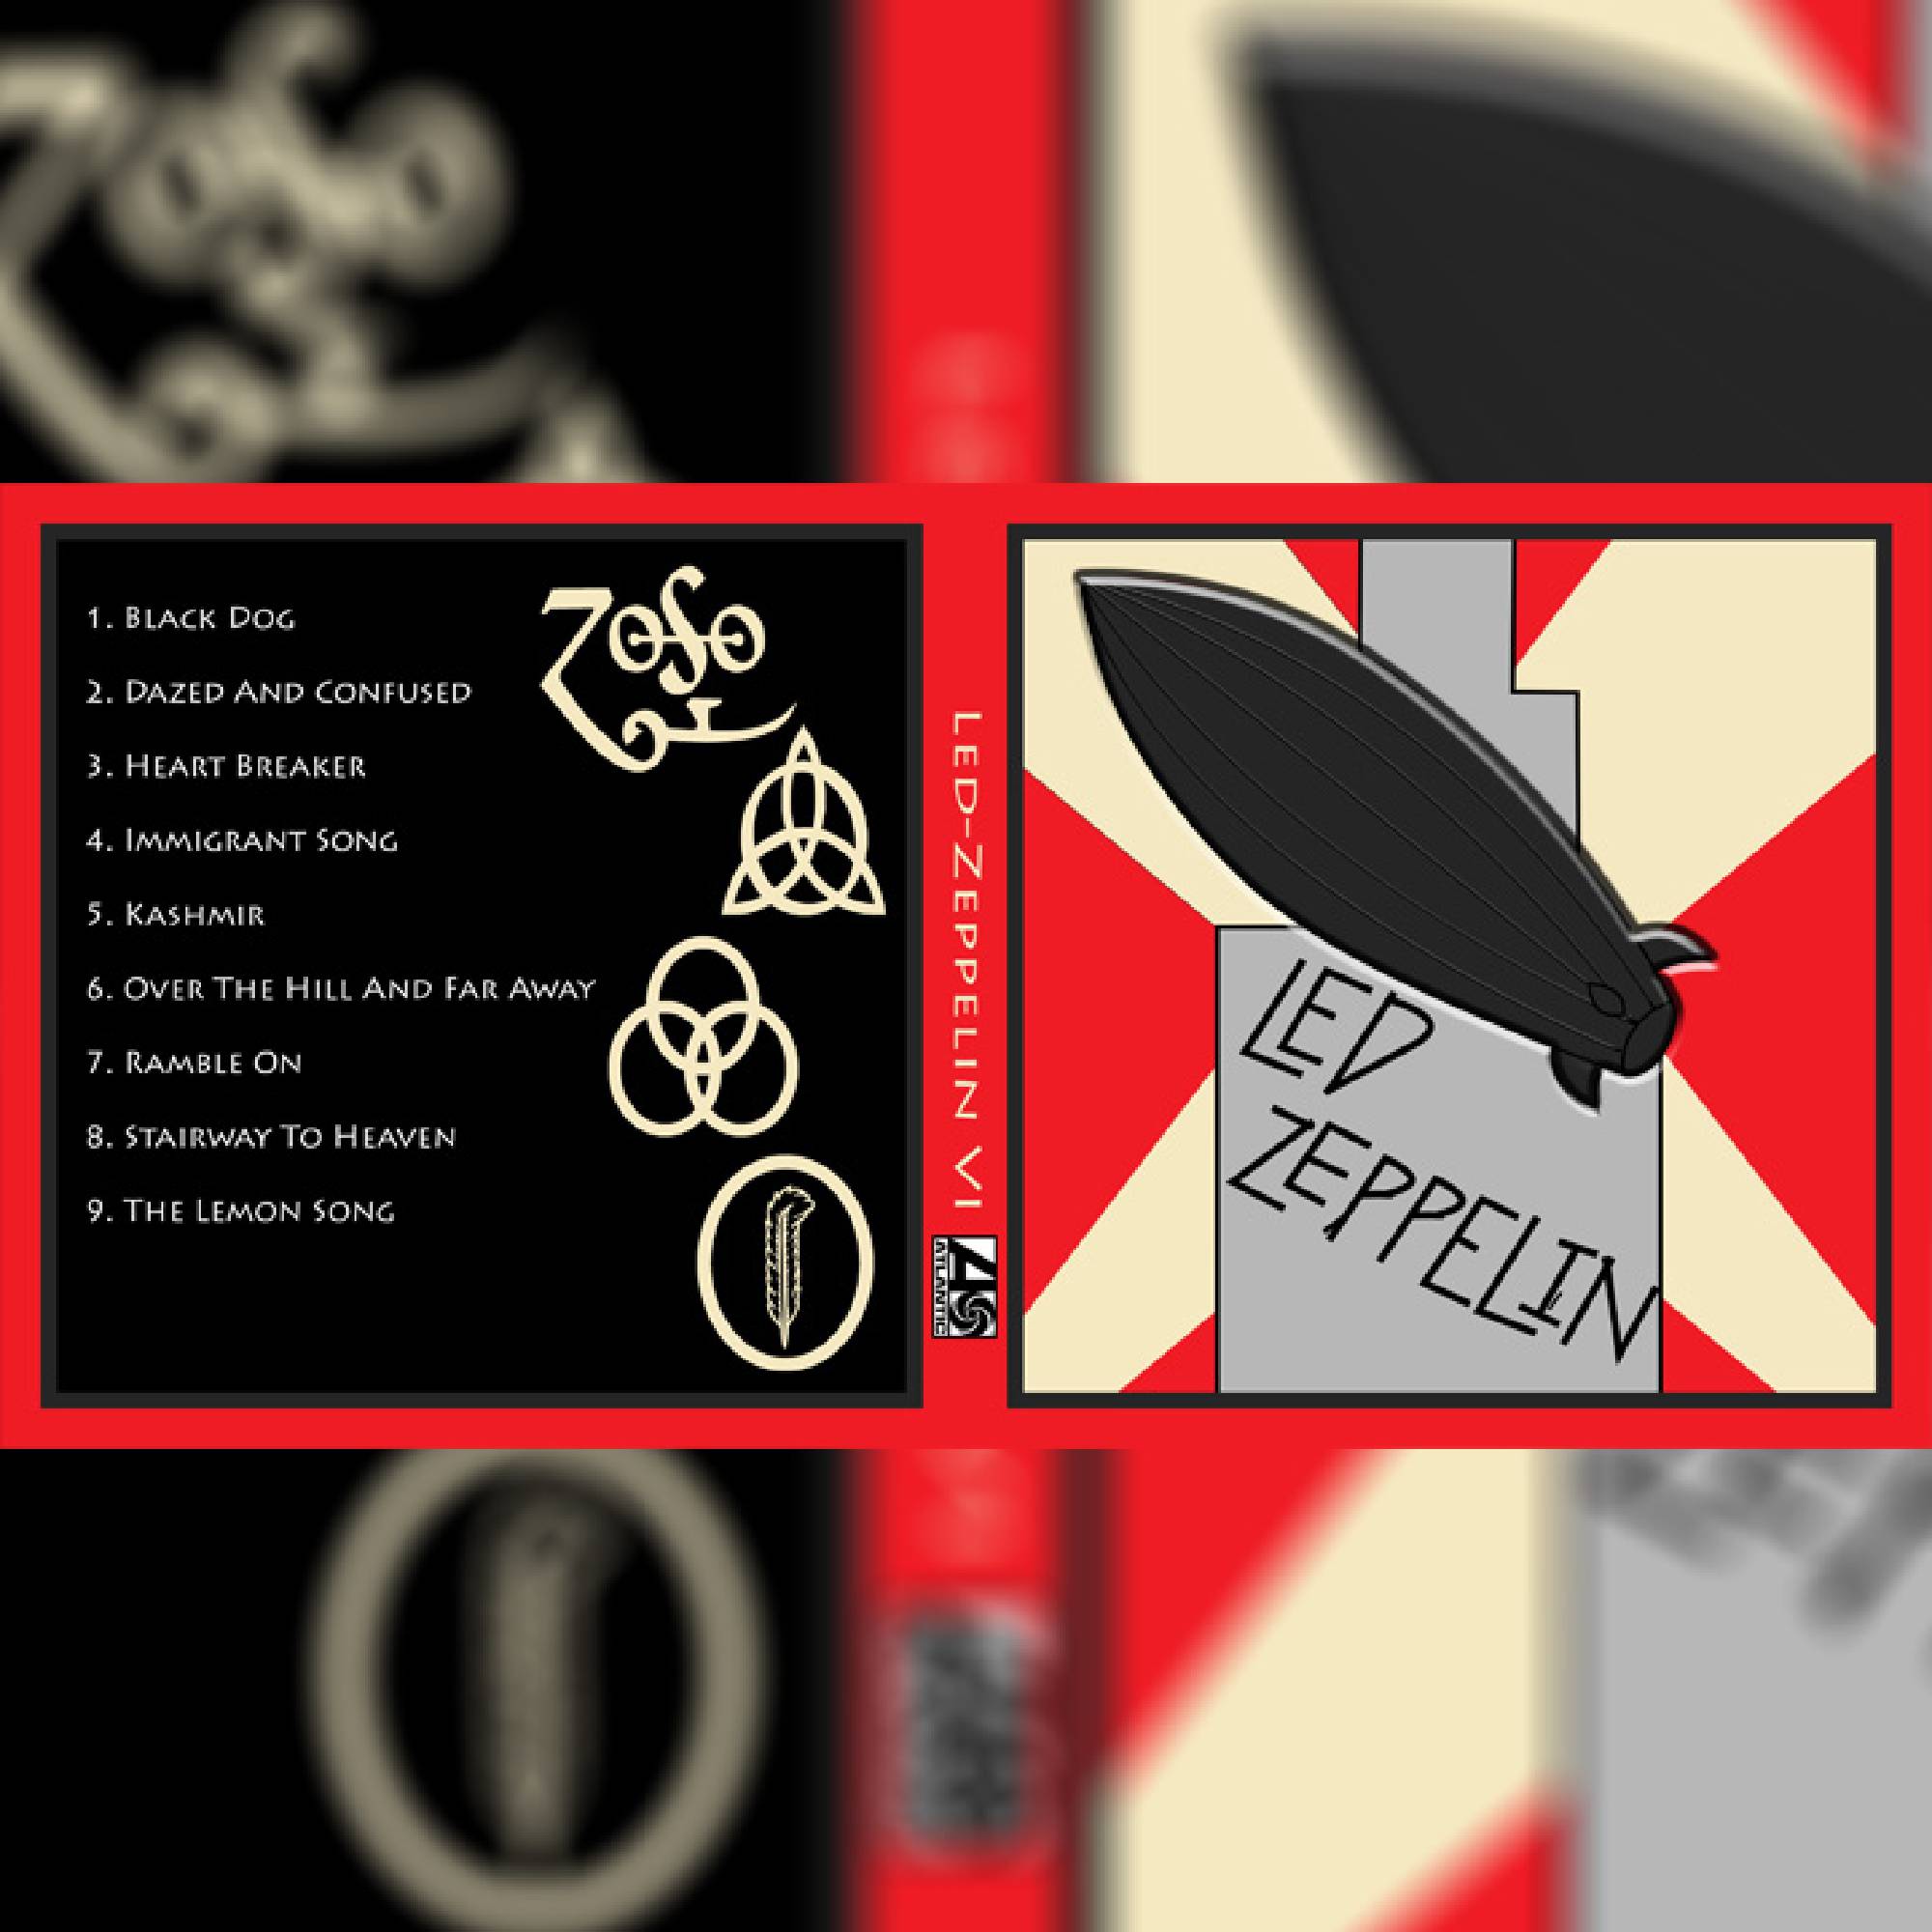 1. Black Dog
2. Dazed And Confused
3. Heart Breaker
4. Immigrant Song
5. Kashmir
6. Over The Hill And Far Away
7. Ramble On
8. Stairway To Heaven
9. The Lemon Song
ZOSO
LED-ZEPPELIN VI
ATLANTIC
LED
ZEPPELIN